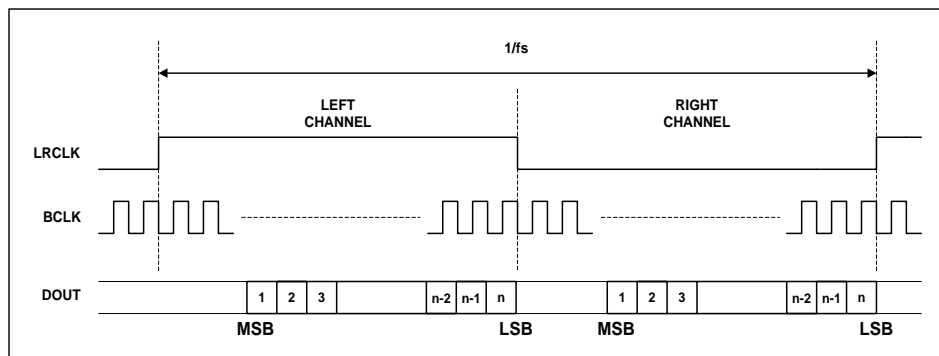 1/fs
LEFT
CHANNEL
RIGHT
CHANNEL
LRCLK
BCLK
DOUT 1 2 3 n-2 n-1 n 1 2 3 n-2 n-1 n
MSB LSB MSB LSB